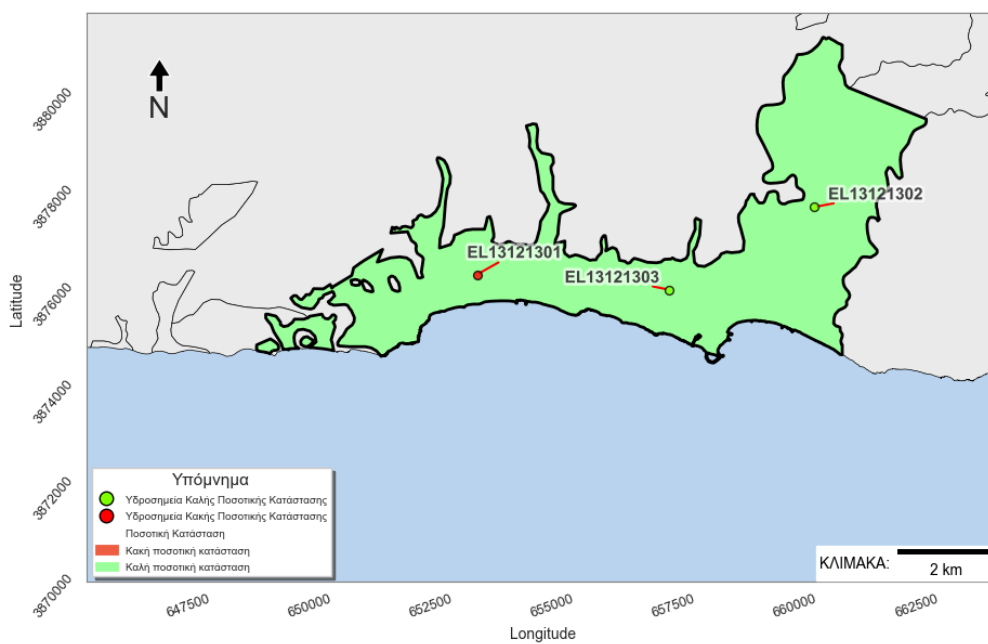 N
EL13121302
EL13121301
EL13121303
Latitude
3880000
3878000
3876000
3874000
3872000
3870000
Υπόμνημα
Υδροσημεία Καλής Ποσοτικής Κατάστασης
Υδροσημεία Κακής Ποσοτικής Κατάστασης
Ποσοτική Κατάσταση
Κακή ποσοτική κατάσταση
Καλή ποσοτική κατάσταση
ΚΛΙΜΑΚΑ:
2 km
647500
650000
652500
655000
657500
660000
662500
Longitude